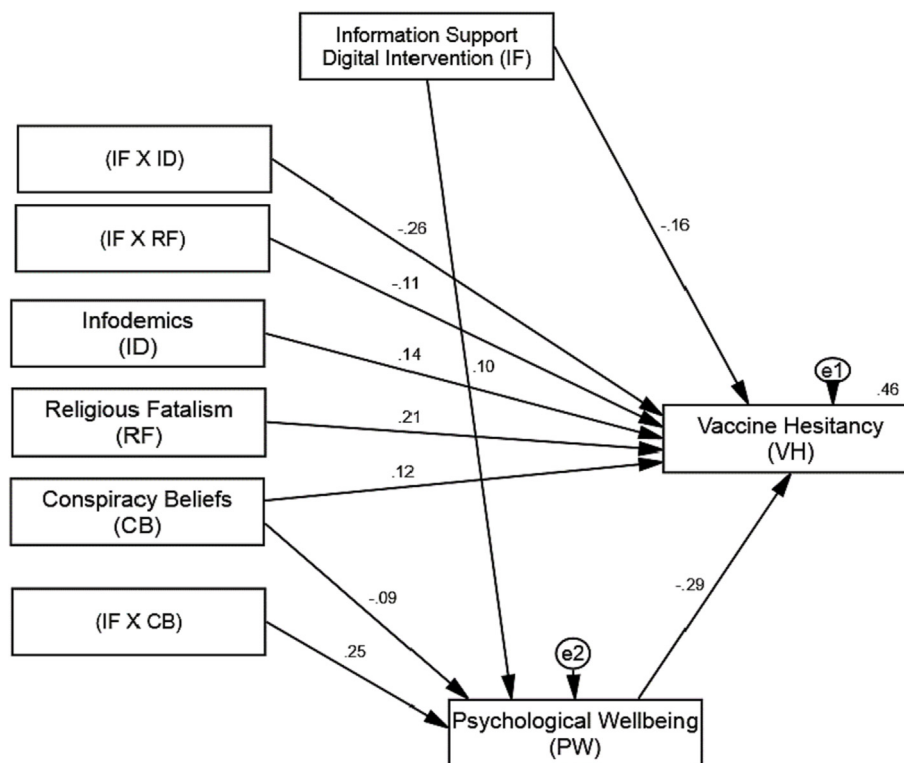 Information Support
Digital Intervention (IF)
(IF X ID)
(IF X RF)
Infodemics
(ID)
Religious Fatalism
(RF)
Conspiracy Beliefs
(CB)
(IF X CB)
-.26
-.11
.14
.10
.21
.12
-.09
.25
-.16
e1
.46
Vaccine Hesitancy
(VH)
-.29
e2
Psychological Wellbeing
(PW)